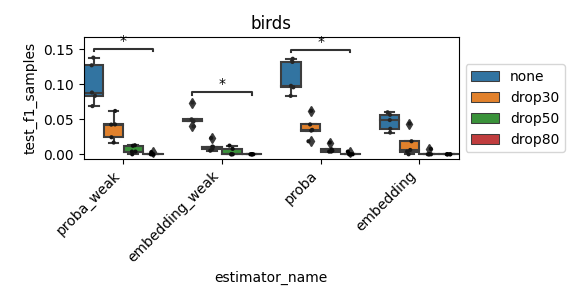 birds
test_f1_samples
0.15
0.10
0.05
0.00
*
*
*
proba_weak
embedding_weak
proba
embedding
estimator_name
none
drop30
drop50
drop80